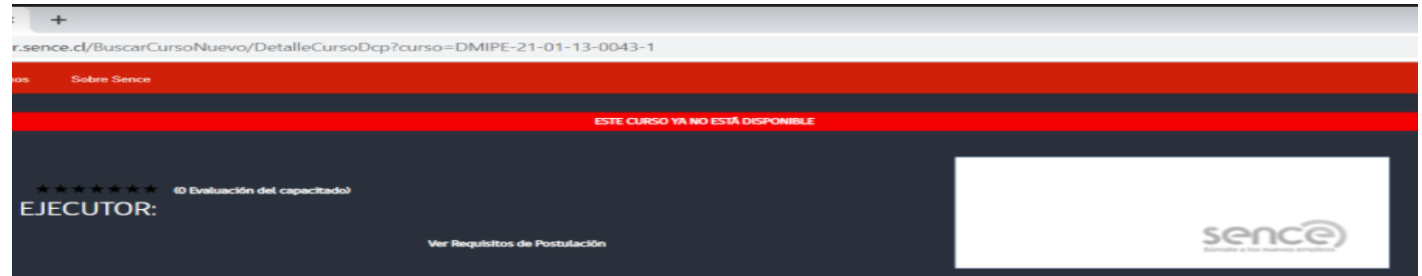 +
r.sence.cl/BuscarCursoNuevo/DetalleCursoDcp?curso=DMIPE-21-01-13-0043-1
nos Sobre Sence
ESTE CURSO YA NO ESTÁ DISPONIBLE
(0 Evaluación del capacitado)
EJECUTOR:
Ver Requisitos de Postulación
sence